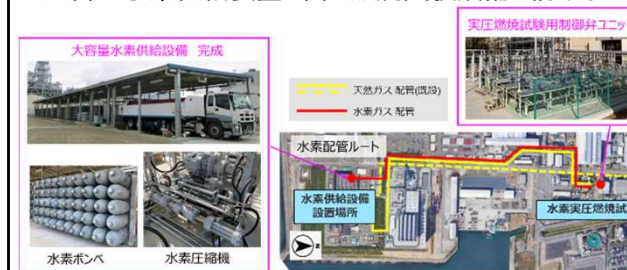 大容量水素供給設備 完成
実圧燃焼試験用制御弁ユニッ
天然ガス 配管(既設)
水素ガス 配管
水素配管ルート
水素供給設備
設置場所
水素実圧燃焼試
水素ボンベ
水素圧縮機